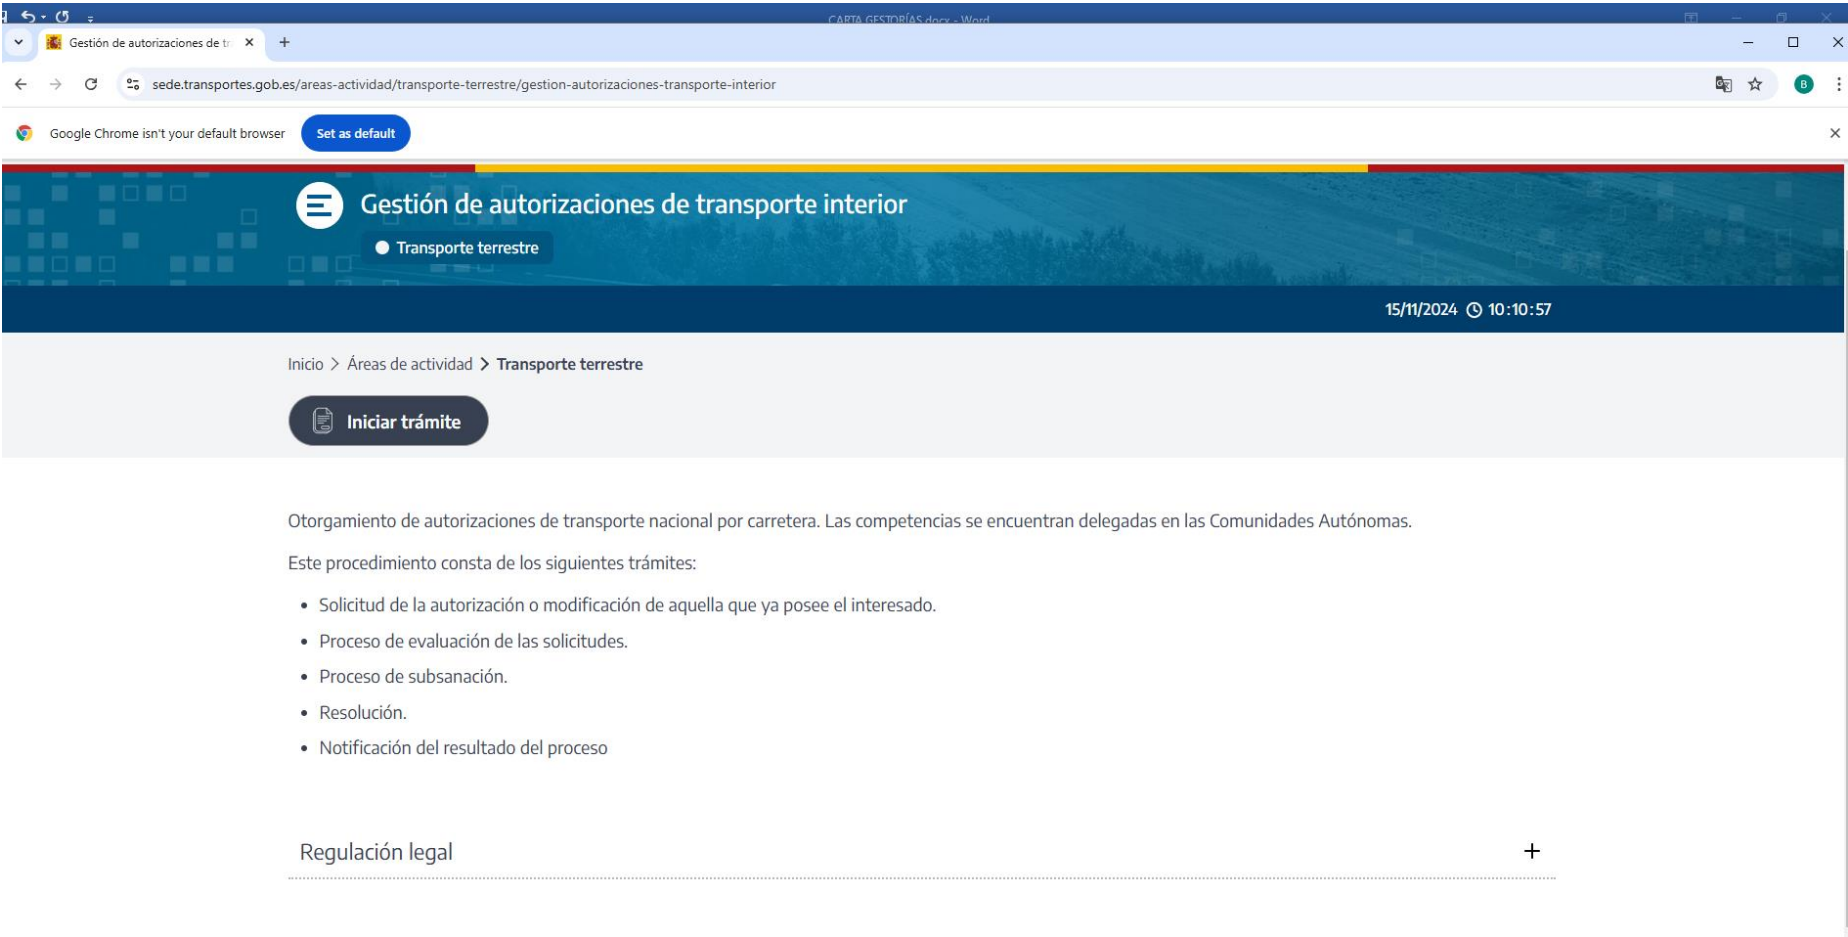 CARTA GESTORÍAS.docx - Word
Gestión de autorizaciones de tr
sede.transportes.gob.es/areas-actividad/transporte-terrestre/gestion-autorizaciones-transporte-interior
B
Google Chrome isn't your default browser
Set as default
Gestión de autorizaciones de transporte interior
Transporte terrestre
15/11/2024 10:10:57
Inicio > Áreas de actividad > Transporte terrestre
Iniciar trámite
Otorgamiento de autorizaciones de transporte nacional por carretera. Las competencias se encuentran delegadas en las Comunidades Autónomas.
Este procedimiento consta de los siguientes trámites:
• Solicitud de la autorización o modificación de aquella que ya posee el interesado.
• Proceso de evaluación de las solicitudes.
• Proceso de subsanación.
• Resolución.
• Notificación del resultado del proceso
Regulación legal +